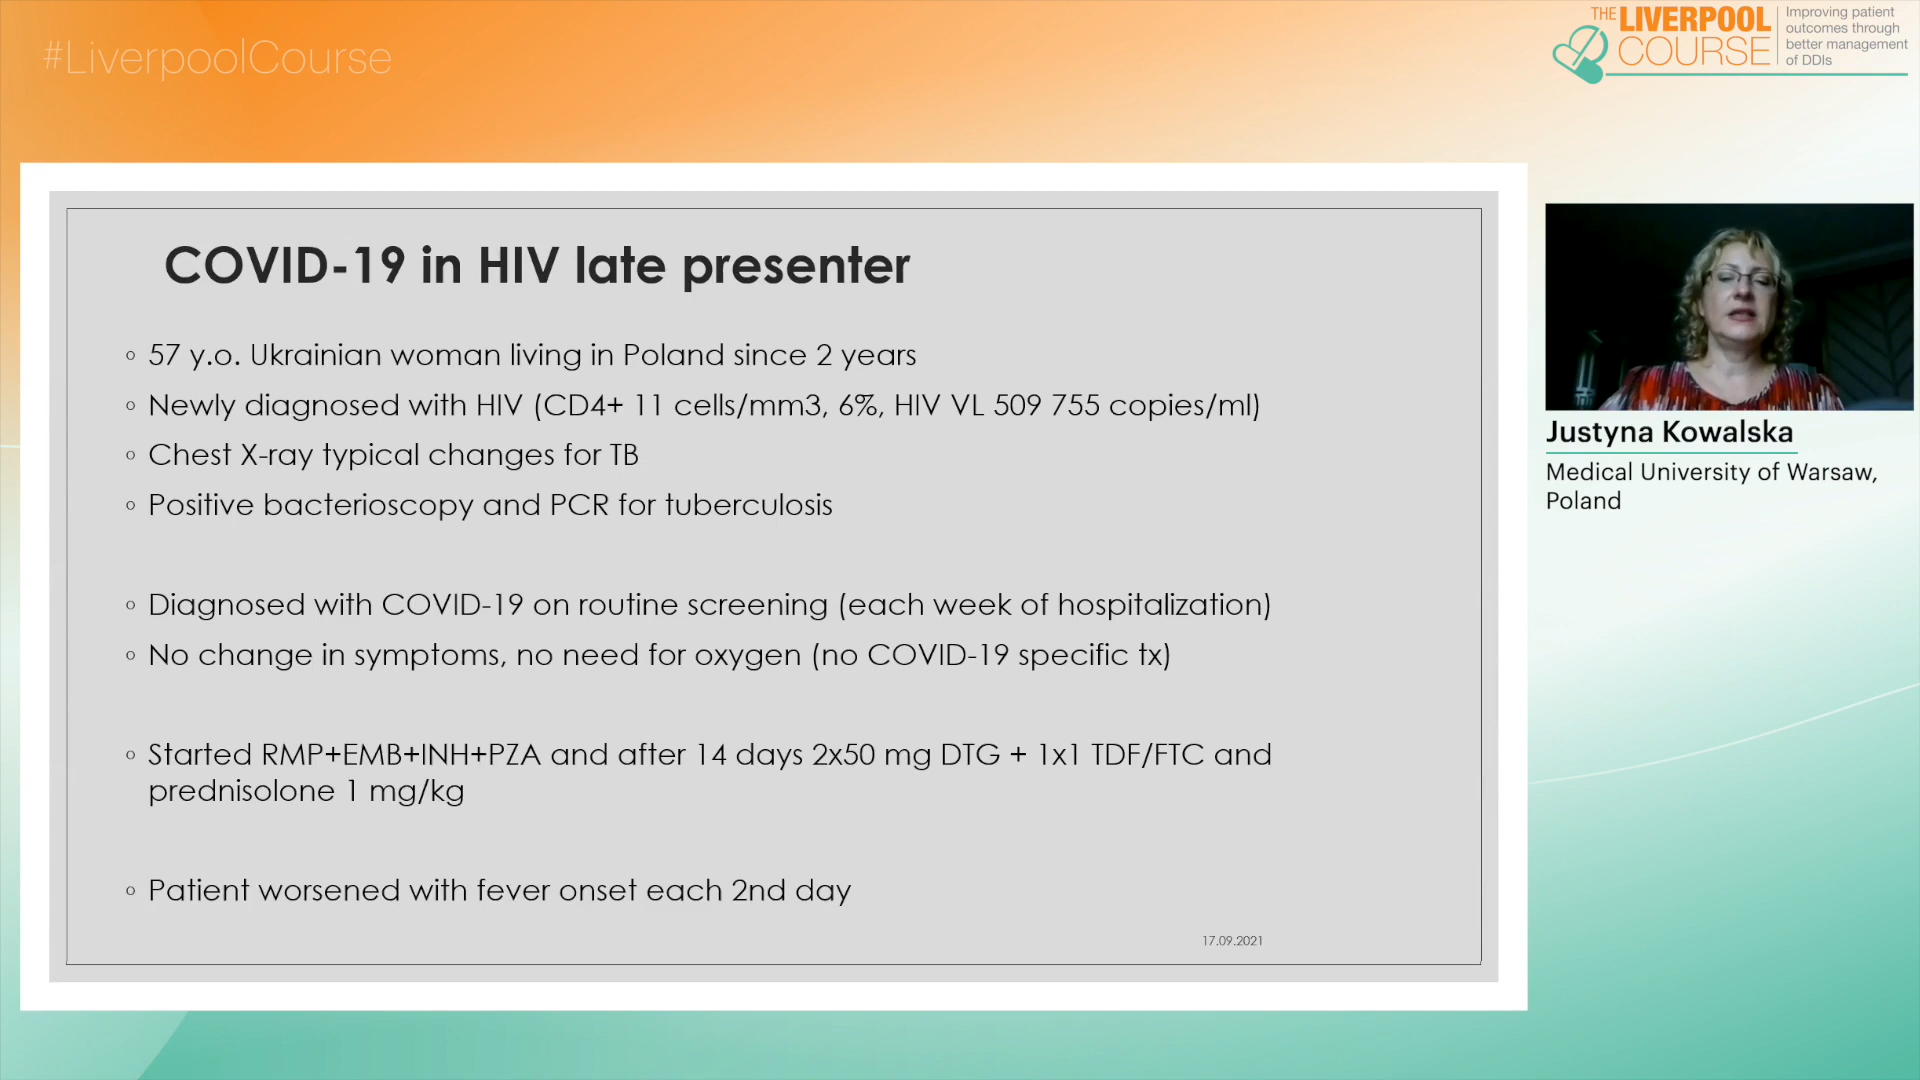 #LiverpoolCourse
THE LIVERPOOL
COURSE
Improving patient
outcomes through
better management
of DDIs
COVID-19 in HIV late presenter
◦ 57 y.o. Ukrainian woman living in Poland since 2 years
◦ Newly diagnosed with HIV (CD4+ 11 cells/mm3, 6%, HIV VL 509 755 copies/ml)
◦ Chest X-ray typical changes for TB
◦ Positive bacterioscopy and PCR for tuberculosis
◦ Diagnosed with COVID-19 on routine screening (each week of hospitalization)
◦ No change in symptoms, no need for oxygen (no COVID-19 specific tx)
◦ Started RMP+EMB+INH+PZA and after 14 days 2x50 mg DTG + 1x1 TDF/FTC and
prednisolone 1 mg/kg
◦ Patient worsened with fever onset each 2nd day
17.09.2021
Justyna Kowalska
Medical University of Warsaw,
Poland